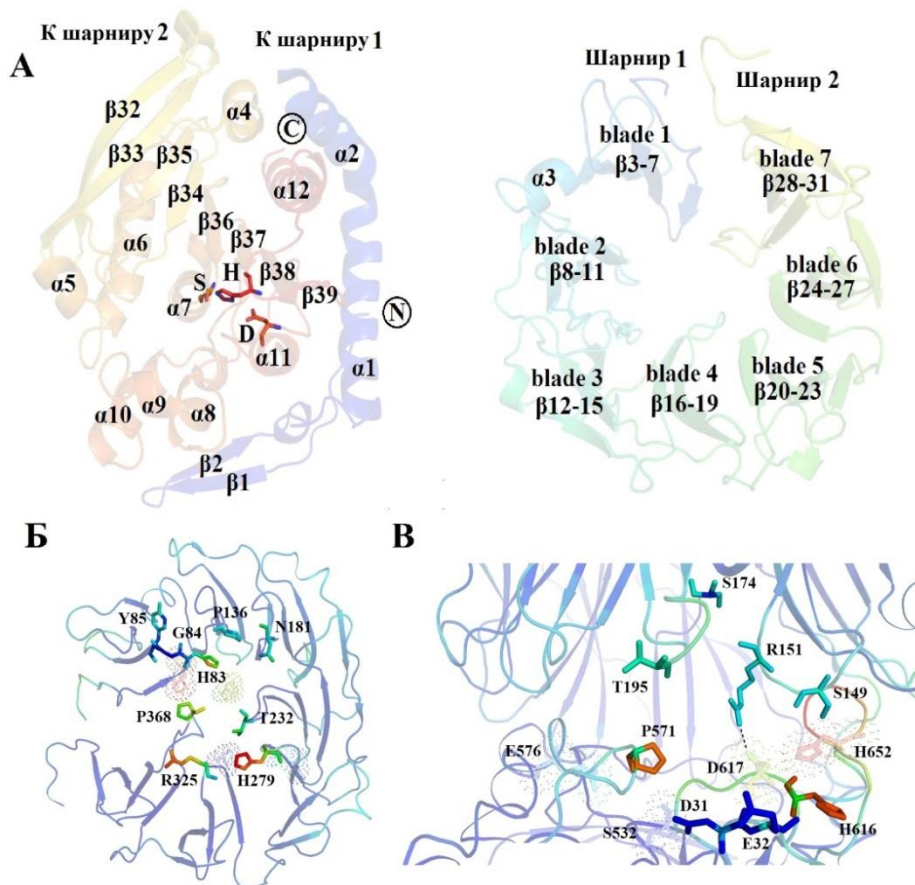 К шарниру 2
К шарниру 1
А
β32
α4
C
α2
β33
β35
α12
β34
β36
α6
β37
α5
S
H
β38
α7
β39
N
D
α11
α1
α10
α9
α8
β2
β1
Шарнир 1
Шарнир 2
blade 1
β3-7
blade 7
β28-31
α3
blade 2
β8-11
blade 6
β24-27
blade 3
β12-15
blade 4
β16-19
blade 5
β20-23
Б
Y85
P136
N181
G84
H83
P368
T232
R325
H279
В
S174
R151
T195
S149
P571
E576
H652
D617
D31
S532
E32
H616